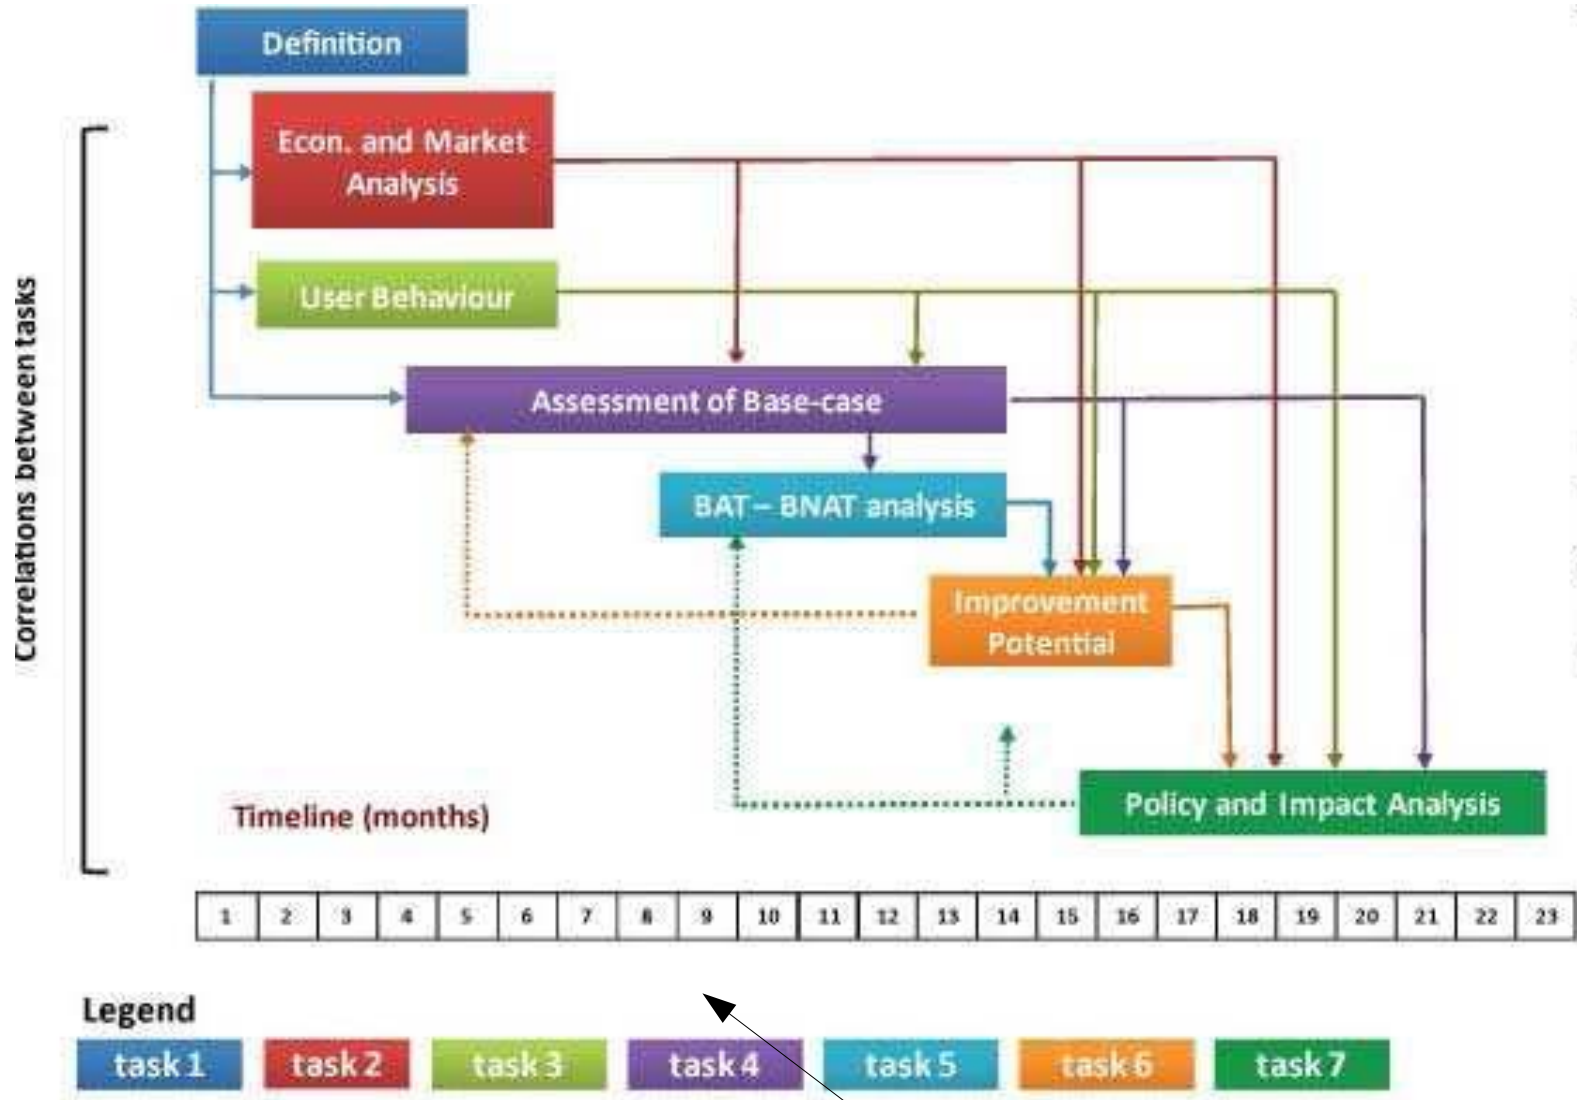 Definition
Econ. and Market
Analysis
User Behaviour
Assessment of Base-case
BAT – BNAT analysis
Improvement
Potential
Policy and Impact Analysis
Correlations between tasks
Timeline (months)
1 2 3 4 5 6 7 8 9 10 11 12 13 14 15 16 17 18 19 20 21 22 23
Legend
task 1 task 2 task 3 task 4 task 5 task 6 task 7